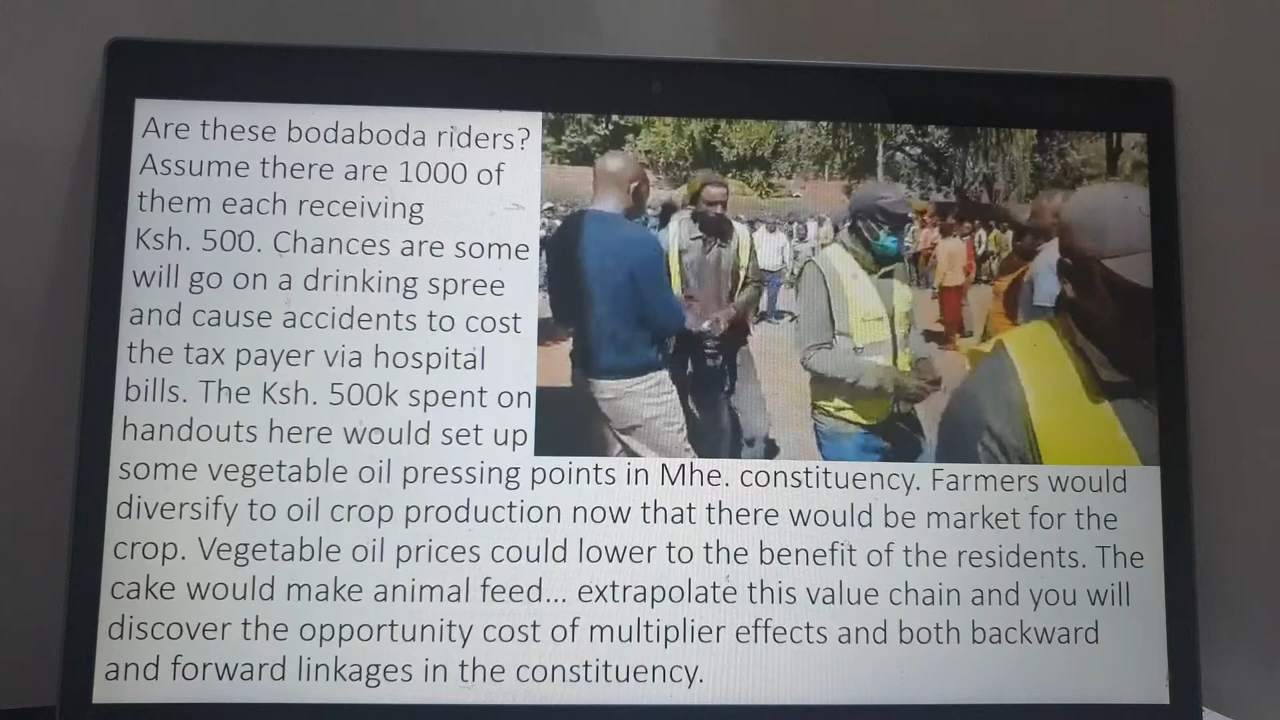 Are these bodaboda riders?
Assume there are 1000 of
them each receiving
Ksh. 500. Chances are some
will go on a drinking spree
and cause accidents to cost
the tax payer via hospital
bills. The Ksh. 500k spent on
handouts here would set up
some vegetable oil pressing points in Mhe. constituency. Farmers would
diversify to oil crop production now that there would be market for the
crop. Vegetable oil prices could lower to the benefit of the residents. The
cake would make animal feed... extrapolate this value chain and you will
discover the opportunity cost of multiplier effects and both backward
and forward linkages in the constituency.